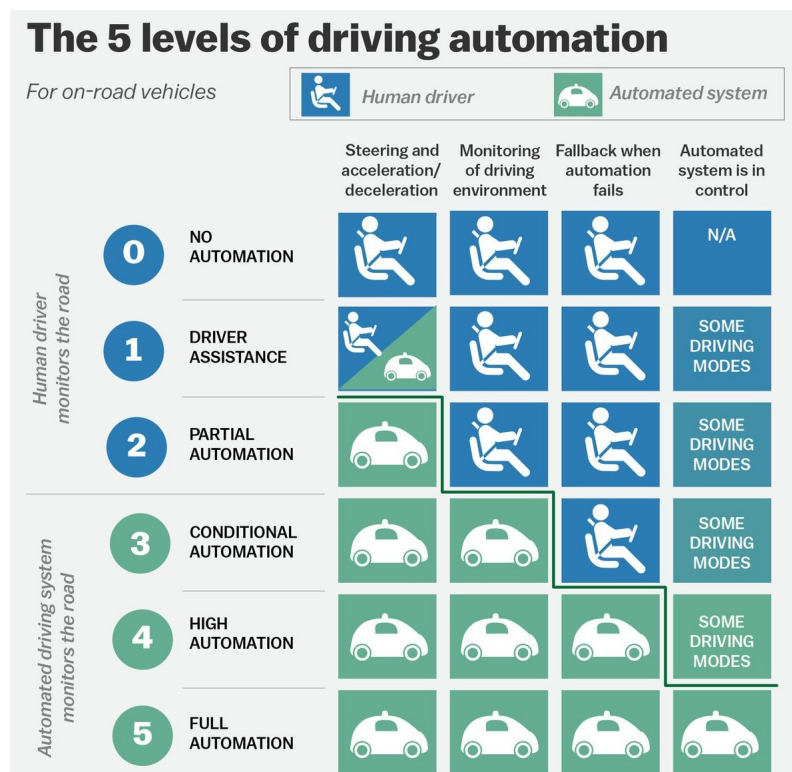 The 5 levels of driving automation
For on-road vehicles
Human driver
Automated system
Steering and
acceleration/
deceleration
Monitoring
of driving
environment
Fallback when
automation
fails
Automated
system is in
control
Human driver
monitors the road
0
NO
AUTOMATION
N/A
1
DRIVER
ASSISTANCE
SOME
DRIVING
MODES
2
PARTIAL
AUTOMATION
SOME
DRIVING
MODES
Automated driving system
monitors the road
3
CONDITIONAL
AUTOMATION
SOME
DRIVING
MODES
4
HIGH
AUTOMATION
SOME
DRIVING
MODES
5
FULL
AUTOMATION